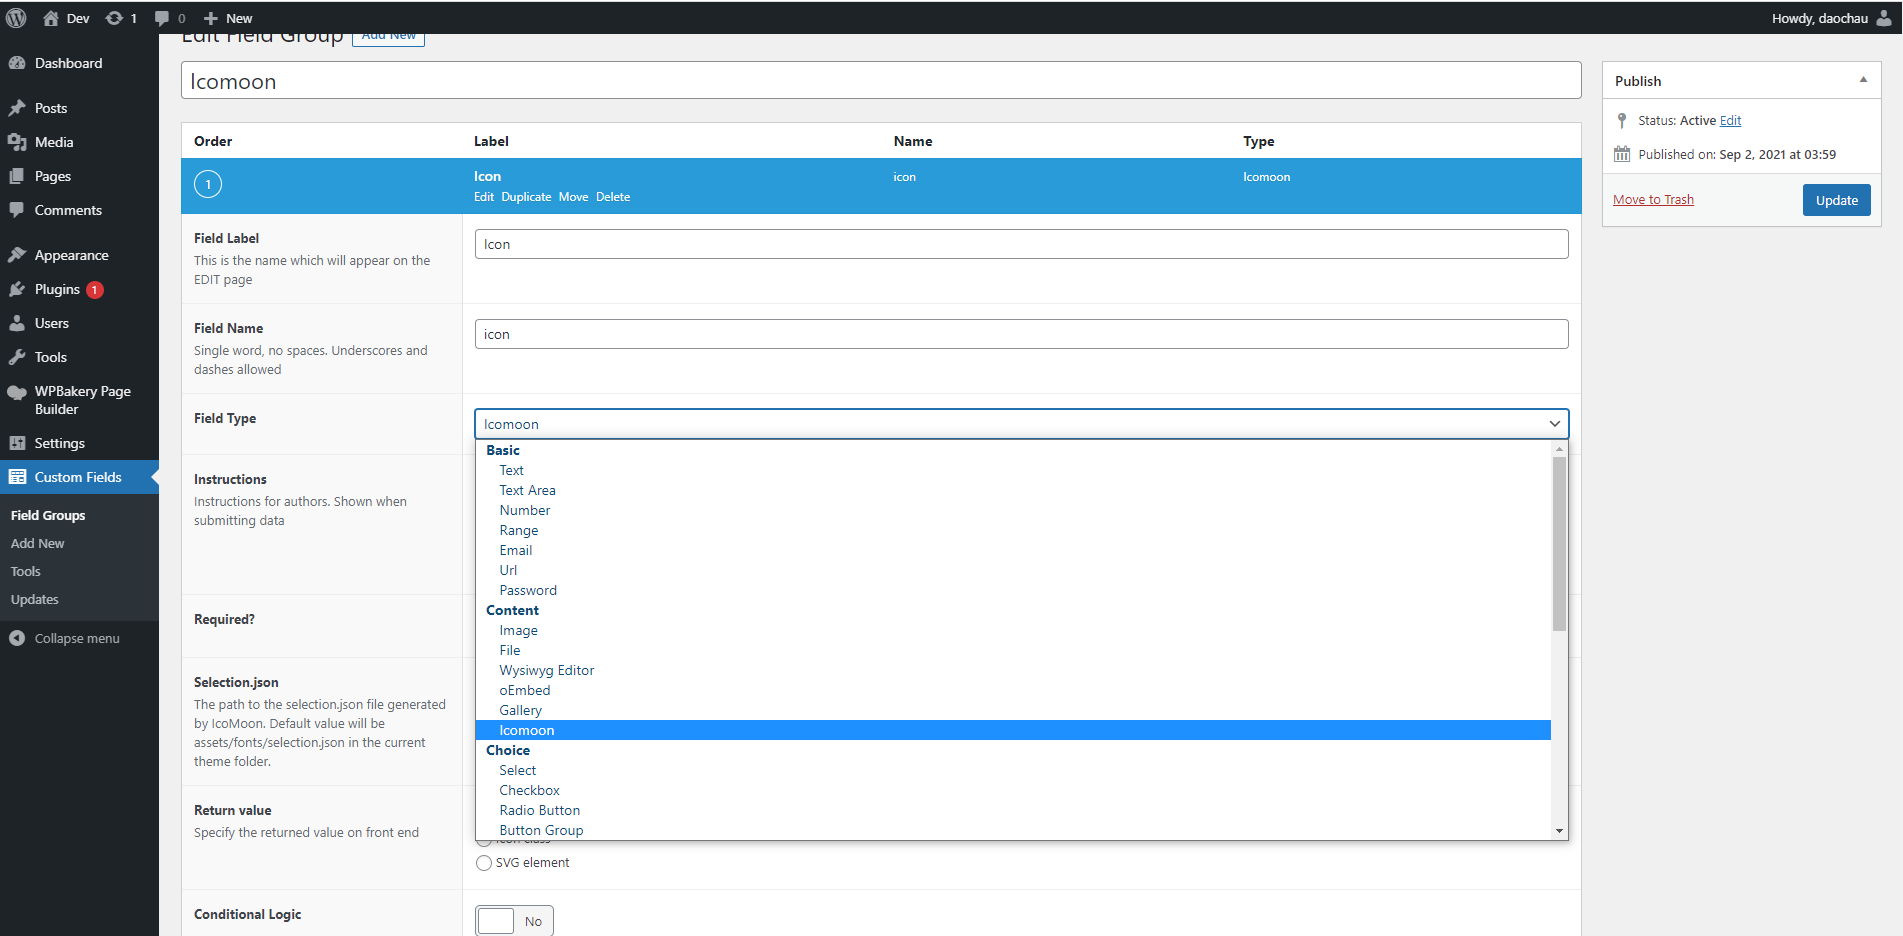 Dev 1 0 New
Howdy, daochau
Edit Field Group Add New
Dashboard
Posts
Media
Pages
Comments
Appearance
Plugins 1
Users
Tools
WPBakery Page
Builder
Settings
Custom Fields
Field Groups
Add New
Tools
Updates
Collapse menu
Icomoon
Order Label Name Type
1 Icon icon Icomoon
Edit Duplicate Move Delete
Field Label
This is the name which will appear on the
EDIT page
Icon
Field Name
Single word, no spaces. Underscores and
dashes allowed
icon
Field Type
Icomoon
Basic
Text
Text Area
Number
Range
Email
Url
Password
Content
Image
File
Wysiwyg Editor
oEmbed
Gallery
Icomoon
Choice
Select
Checkbox
Radio Button
Button Group
Instructions
Instructions for authors. Shown when
submitting data
Required?
Selection.json
The path to the selection.json file generated
by IcoMoon. Default value will be
assets/fonts/selection.json in the current
theme folder.
Return value
Specify the returned value on front end
Icon class
SVG element
Conditional Logic
No
Publish
Status: Active Edit
Published on: Sep 2, 2021 at 03:59
Move to Trash
Update